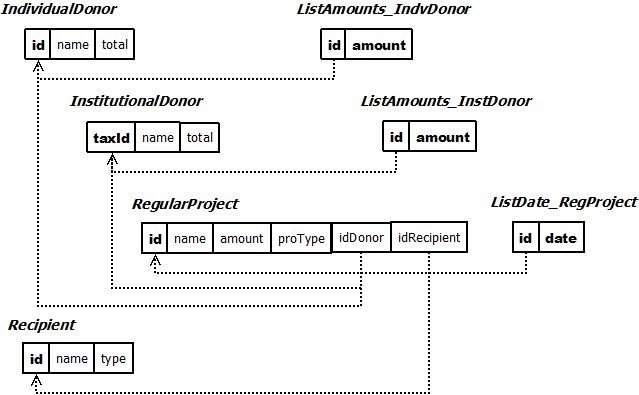 IndividualDonor ListAmounts_IndvDonor
id name total id amount
InstitutionalDonor ListAmounts_InstDonor
taxId name total id amount
RegularProject ListDate_RegProject
id name amount proType idDonor idRecipient id date
Recipient
id name type